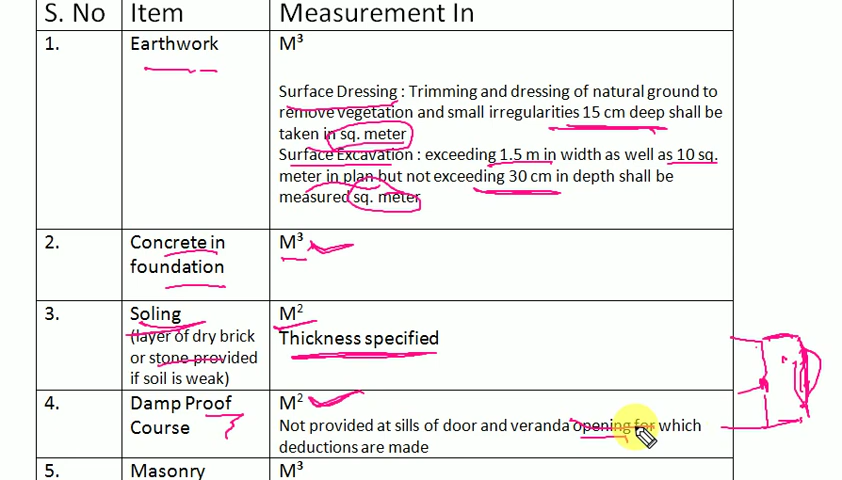 S. No Item Measurement In
1. Earthwork M³
Surface Dressing : Trimming and dressing of natural ground to
remove vegetation and small irregularities 15 cm deep shall be
taken in sq. meter
Surface Excavation : exceeding 1.5 m in width as well as 10 sq.
meter in plan but not exceeding 30 cm in depth shall be
measured sq. meter
2. Concrete in M³
foundation
3. Soling M²
(layer of dry brick Thickness specified
or stone provided
if soil is weak)
4. Damp Proof M²
Course Not provided at sills of door and veranda opening for which
deductions are made
5. Masonry M³